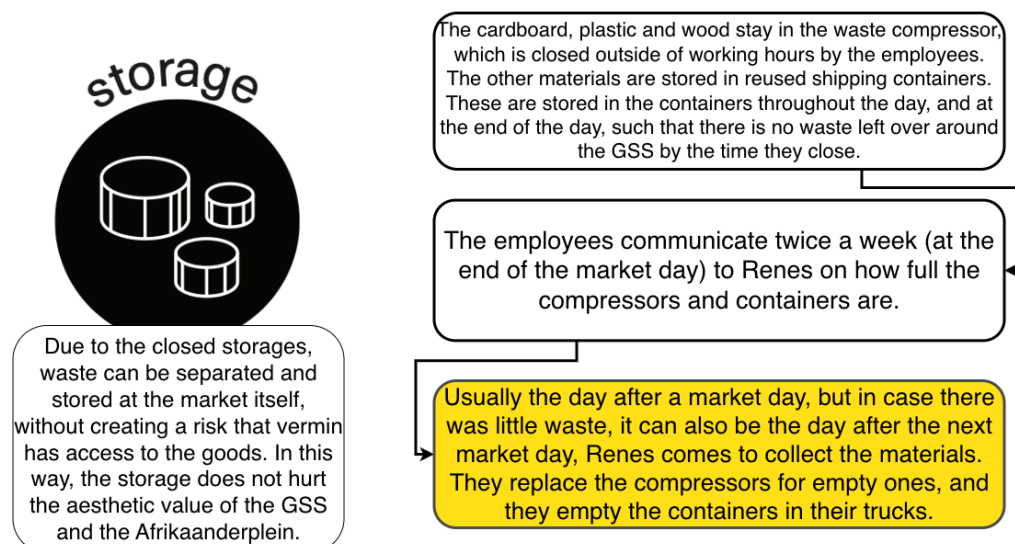 storage
Due to the closed storages,
waste can be separated and
stored at the market itself,
without creating a risk that vermin
has access to the goods. In this
way, the storage does not hurt
the aesthetic value of the GSS
and the Afrikaanderplein.
The cardboard, plastic and wood stay in the waste compressor,
which is closed outside of working hours by the employees.
The other materials are stored in reused shipping containers.
These are stored in the containers throughout the day, and at
the end of the day, such that there is no waste left over around
the GSS by the time they close.
The employees communicate twice a week (at the
end of the market day) to Renes on how full the
compressors and containers are.
Usually the day after a market day, but in case there
was little waste, it can also be the day after the next
market day, Renes comes to collect the materials.
They replace the compressors for empty ones, and
they empty the containers in their trucks.